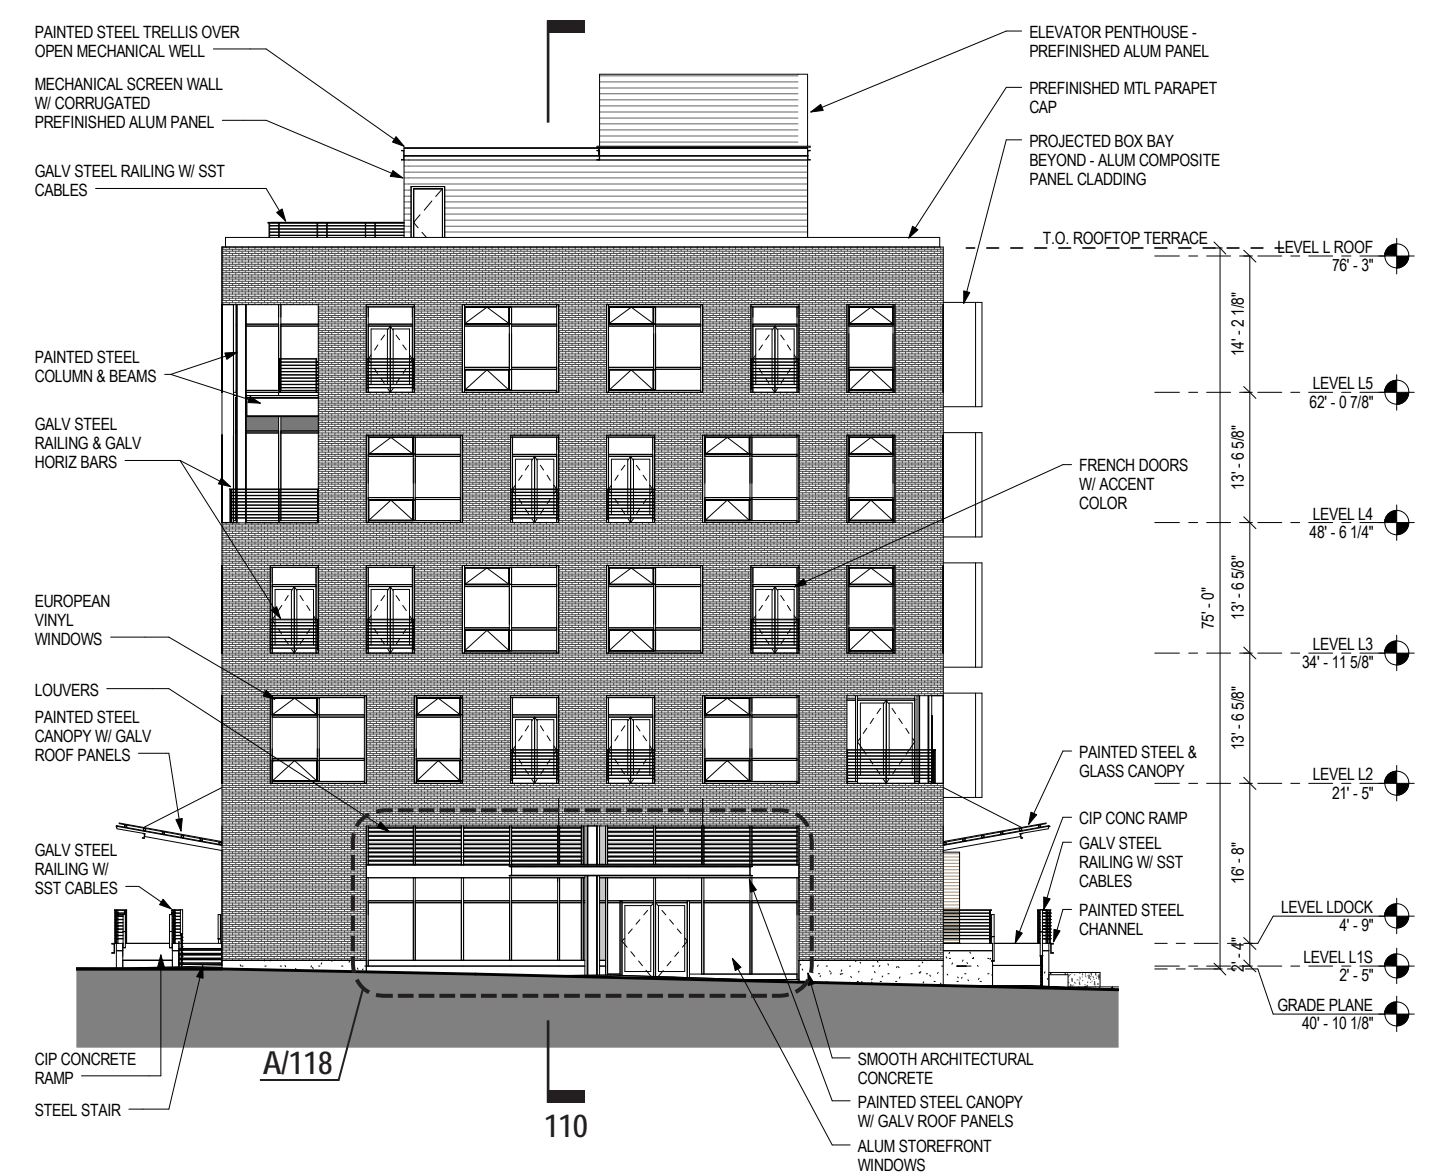 PAINTED STEEL TRELLIS OVER
OPEN MECHANICAL WELL
MECHANICAL SCREEN WALL
W/ CORRUGATED
PREFINISHED ALUM PANEL
GALV STEEL RAILING W/ SST
CABLES
PAINTED STEEL
COLUMN & BEAMS
GALV STEEL
RAILING & GALV
HORIZ BARS
EUROPEAN
VINYL
WINDOWS
LOUVERS
PAINTED STEEL
CANOPY W/ GALV
ROOF PANELS
GALV STEEL
RAILING W/
SST CABLES
CIP CONCRETE
RAMP
STEEL STAIR
A/118
110
ELEVATOR PENTHOUSE -
PREFINISHED ALUM PANEL
PREFINISHED MTL PARAPET
CAP
PROJECTED BOX BAY
BEYOND - ALUM COMPOSITE
PANEL CLADDING
T.O. ROOFTOP TERRACE
FRENCH DOORS
W/ ACCENT
COLOR
PAINTED STEEL &
GLASS CANOPY
CIP CONC RAMP
GALV STEEL
RAILING W/ SST
CABLES
PAINTED STEEL
CHANNEL
SMOOTH ARCHITECTURAL
CONCRETE
PAINTED STEEL CANOPY
W/ GALV ROOF PANELS
ALUM STOREFRONT
WINDOWS
LEVEL L ROOF
76' - 3"
14' - 2 1/8"
LEVEL L5
62' - 0 7/8"
13' - 6 5/8"
LEVEL L4
48' - 6 1/4"
13' - 6 5/8"
75' - 0"
LEVEL L3
34' - 11 5/8"
13' - 6 5/8"
LEVEL L2
21' - 5"
16' - 8"
LEVEL LDOCK
4' - 9"
2' - 4"
LEVEL L1S
2' - 5"
GRADE PLANE
40' - 10 1/8"